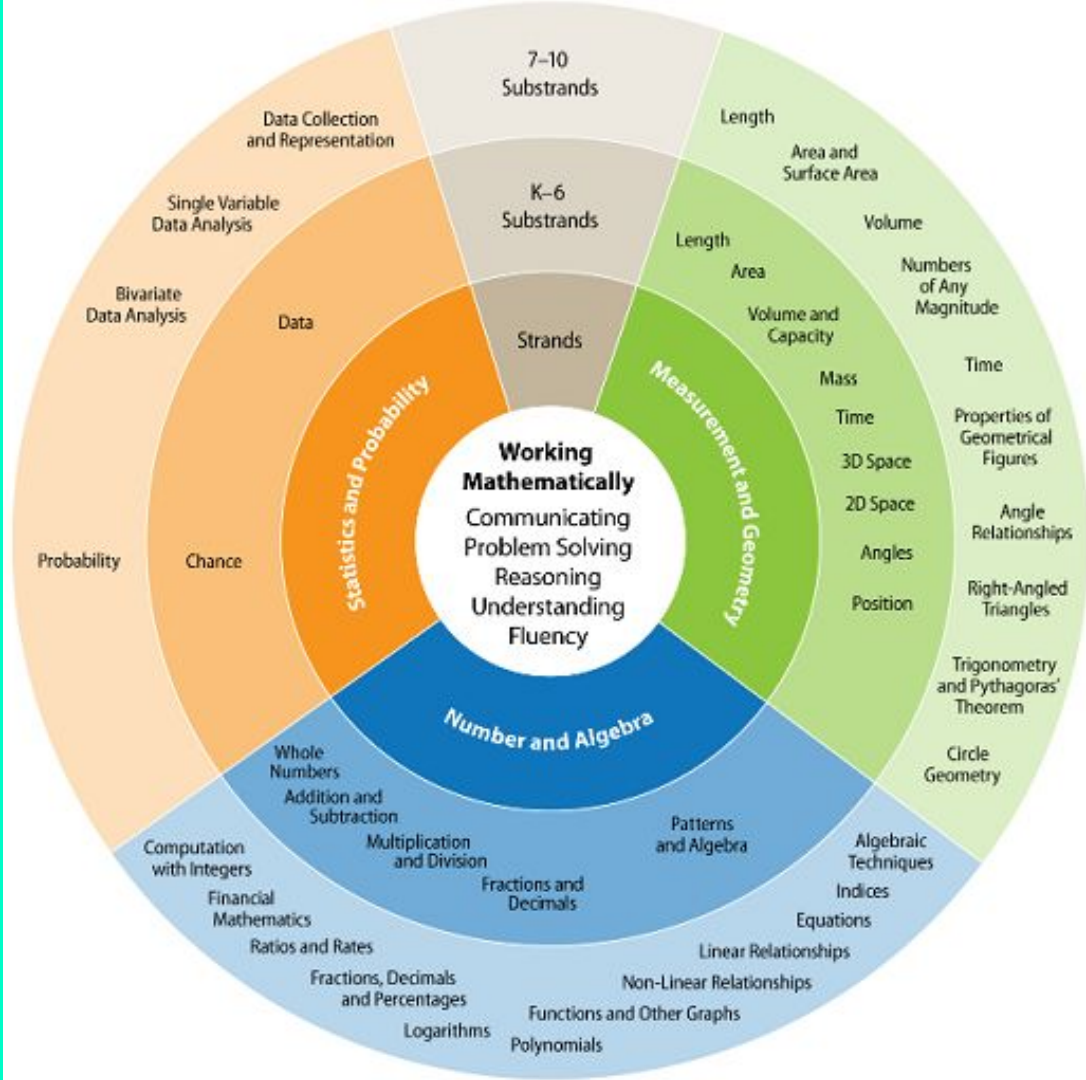 7–10
Substrands
K–6
Substrands
Strands
Working
Mathematically
Communicating
Problem Solving
Reasoning
Understanding
Fluency
Statistics and Probability
Data
Chance
Data Collection
and Representation
Single Variable
Data Analysis
Bivariate
Data Analysis
Probability
Measurement and Geometry
Length
Area
Volume and
Capacity
Mass
Time
3D Space
2D Space
Angles
Position
Length
Area and
Surface Area
Volume
Numbers
of Any
Magnitude
Time
Properties of
Geometrical
Figures
Angle
Relationships
Right-Angled
Triangles
Trigonometry
and Pythagoras'
Theorem
Circle
Geometry
Number and Algebra
Whole
Numbers
Addition and
Subtraction
Multiplication
and Division
Fractions and
Decimals
Patterns
and Algebra
Computation
with Integers
Financial
Mathematics
Ratios and Rates
Fractions, Decimals
and Percentages
Logarithms
Polynomials
Functions and Other Graphs
Non-Linear Relationships
Linear Relationships
Equations
Indices
Algebraic
Techniques